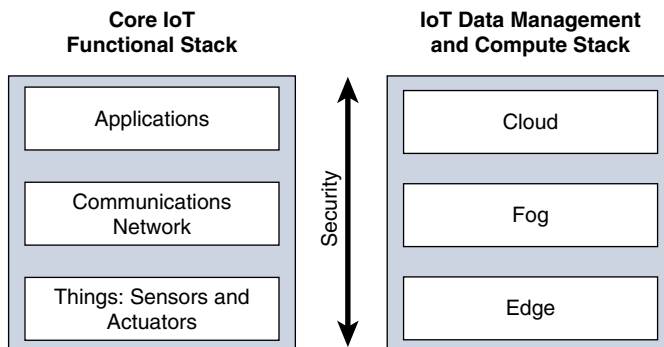 Core IoT
Functional Stack
Applications
Communications
Network
Things: Sensors and
Actuators
Security
IoT Data Management
and Compute Stack
Cloud
Fog
Edge